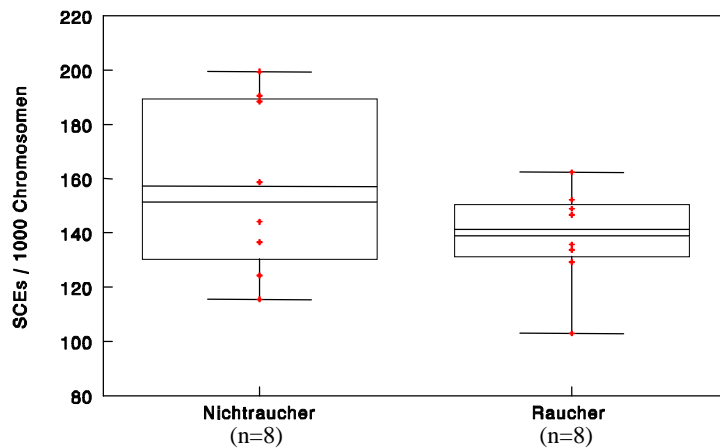 SCEs / 1000 Chromosomen
220
200
180
160
140
120
100
80
Nichtraucher
(n=8)
Raucher
(n=8)